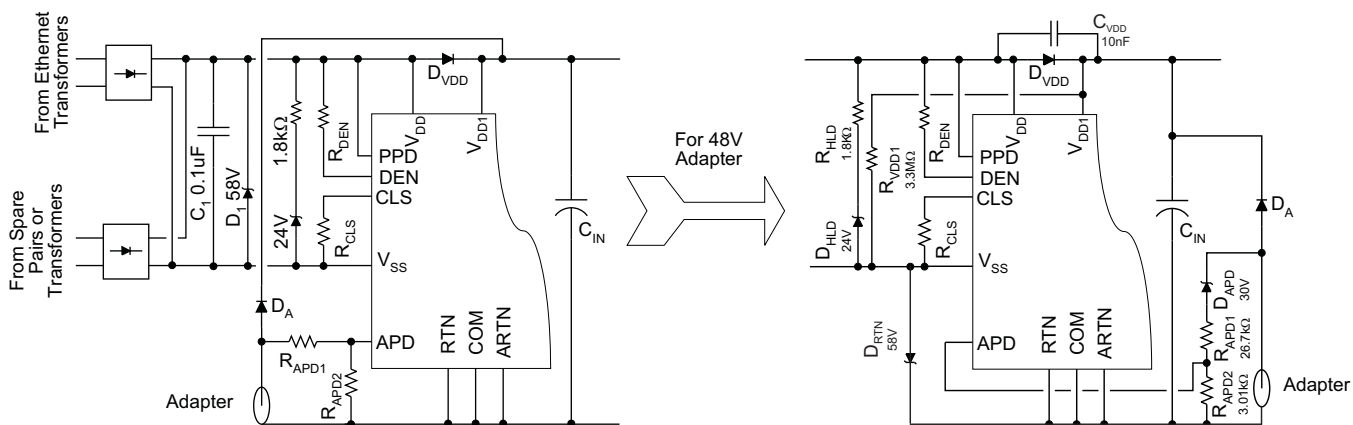 From Ethernet
Transformers
From Spare
Pairs or
Transformers
C1 0.1uF
D1 58V
1.8kΩ
24V
RDEN
RCLS
DVDD
VDD
VDD1
PPD
DEN
CLS
VSS
CIN
DA
APD
RTN
COM
ARTN
RAPD1
RAPD2
Adapter
For 48V
Adapter
CVDD
10nF
DVDD
RHLD
1.8KΩ
RVDD1
3.3MΩ
RDEN
VDD
VDD1
PPD
DEN
CLS
DHLD
24V
RCLS
VSS
CIN
DA
DAPD
30V
DRTN
58V
APD
RTN
COM
ARTN
RAPD1
26.7kΩ
RAPD2
3.01kΩ
Adapter